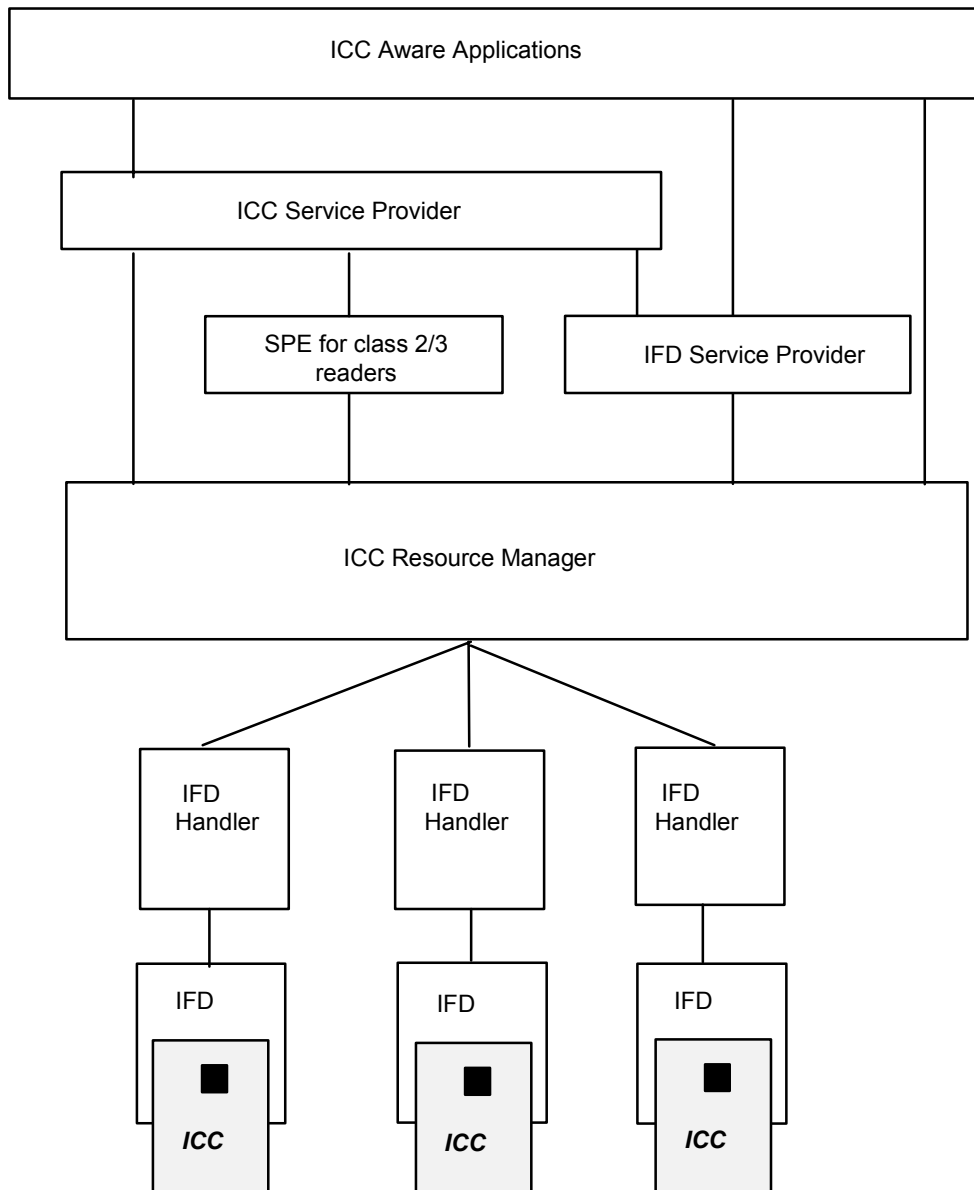 ICC Aware Applications
ICC Service Provider
SPE for class 2/3
readers
IFD Service Provider
ICC Resource Manager
IFD
Handler
IFD
Handler
IFD
Handler
IFD
IFD
IFD
ICC
ICC
ICC